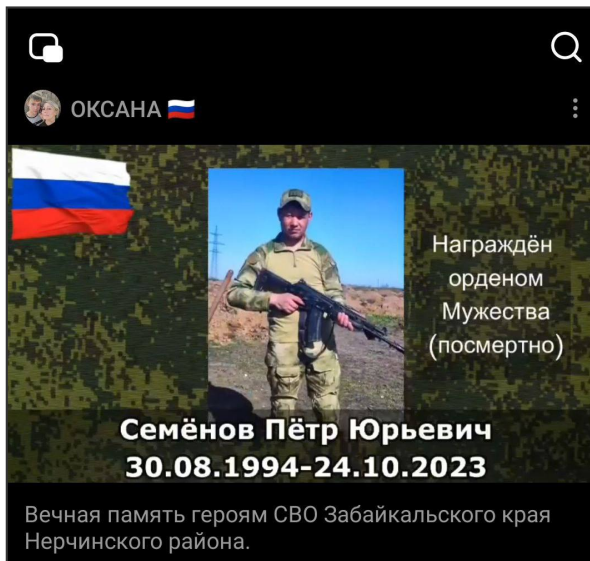 ОКСАНА
Награждён
орденом
Мужества
(посмертно)
Семёнов Пётр Юрьевич
30.08.1994-24.10.2023
Вечная память героям СВО Забайкальского края
Нерчинского района.